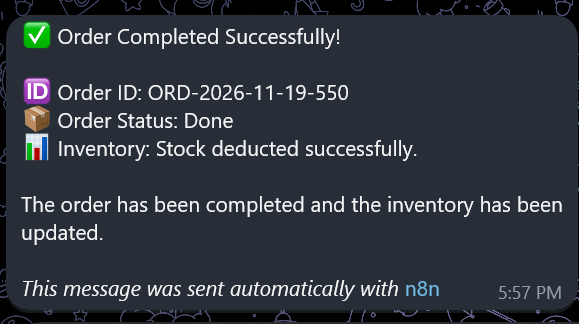 ✅ Order Completed Successfully!
🆔 Order ID: ORD-2026-11-19-550
📦 Order Status: Done
📊 Inventory: Stock deducted successfully.
The order has been completed and the inventory has been
updated.
This message was sent automatically with n8n
5:57 PM